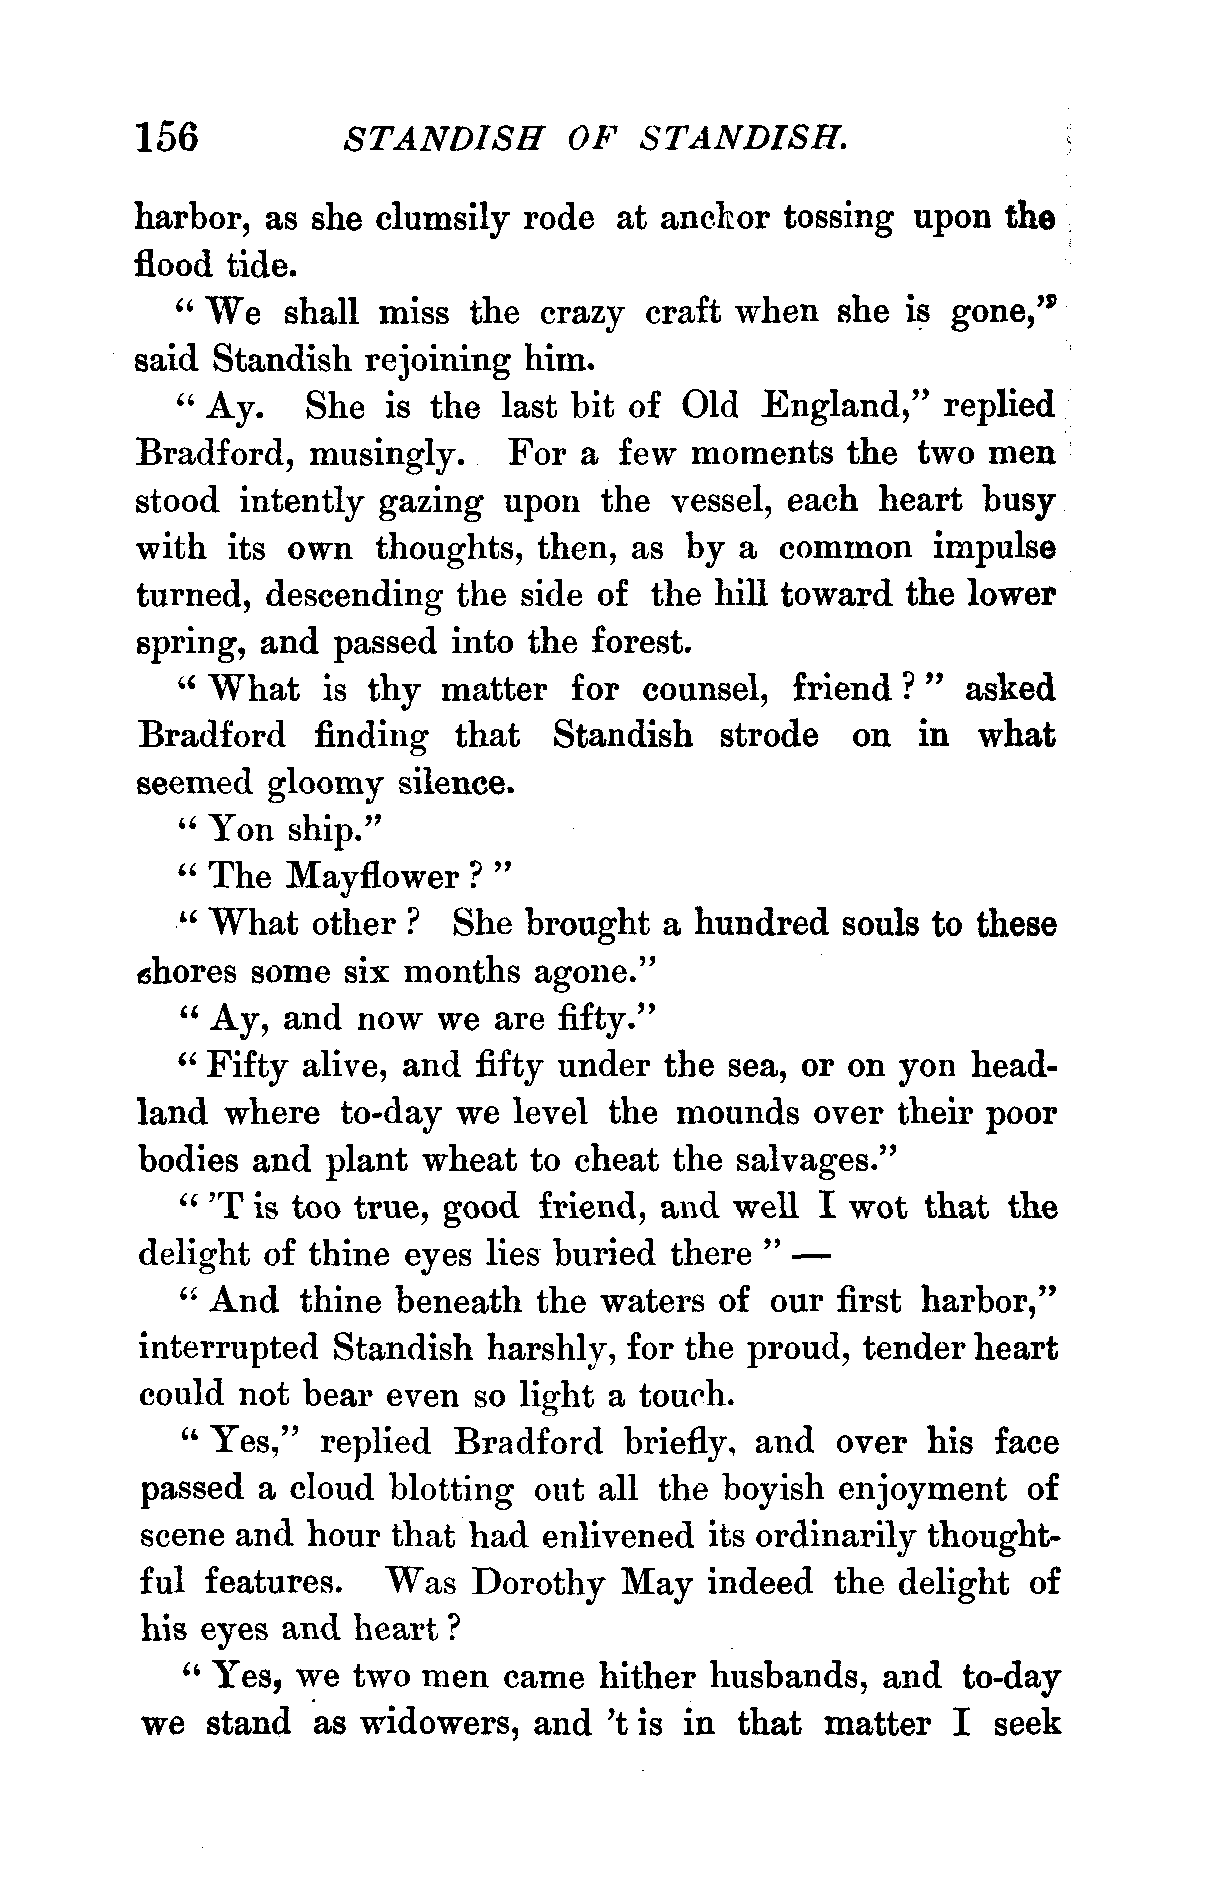 156 STANDISH OF STANDISH.
harbor, as she clumsily rode at anchor tossing upon the
flood tide.
" We shall miss the crazy craft when she is gone,"
said Standish rejoining him.
" Ay. She is the last bit of Old England," replied
Bradford, musingly. For a few moments the two men
stood intently gazing upon the vessel, each heart busy
with its own thoughts, then, as by a common impulse
turned, descending the side of the hill toward the lower
spring, and passed into the forest.
" What is thy matter for counsel, friend ? " asked
Bradford finding that Standish strode on in what
seemed gloomy silence.
" Yon ship."
" The Mayflower ? "
" What other ? She brought a hundred souls to these
shores some six months agone."
" Ay, and now we are fifty."
" Fifty alive, and fifty under the sea, or on yon head-
land where to-day we level the mounds over their poor
bodies and plant wheat to cheat the salvages."
" 'T is too true, good friend, and well I wot that the
delight of thine eyes lies buried there " —
" And thine beneath the waters of our first harbor,"
interrupted Standish harshly, for the proud, tender heart
could not bear even so light a touch.
" Yes," replied Bradford briefly, and over his face
passed a cloud blotting out all the boyish enjoyment of
scene and hour that had enlivened its ordinarily thought-
ful features. Was Dorothy May indeed the delight of
his eyes and heart ?
" Yes, we two men came hither husbands, and to-day
we stand as widowers, and 't is in that matter I seek